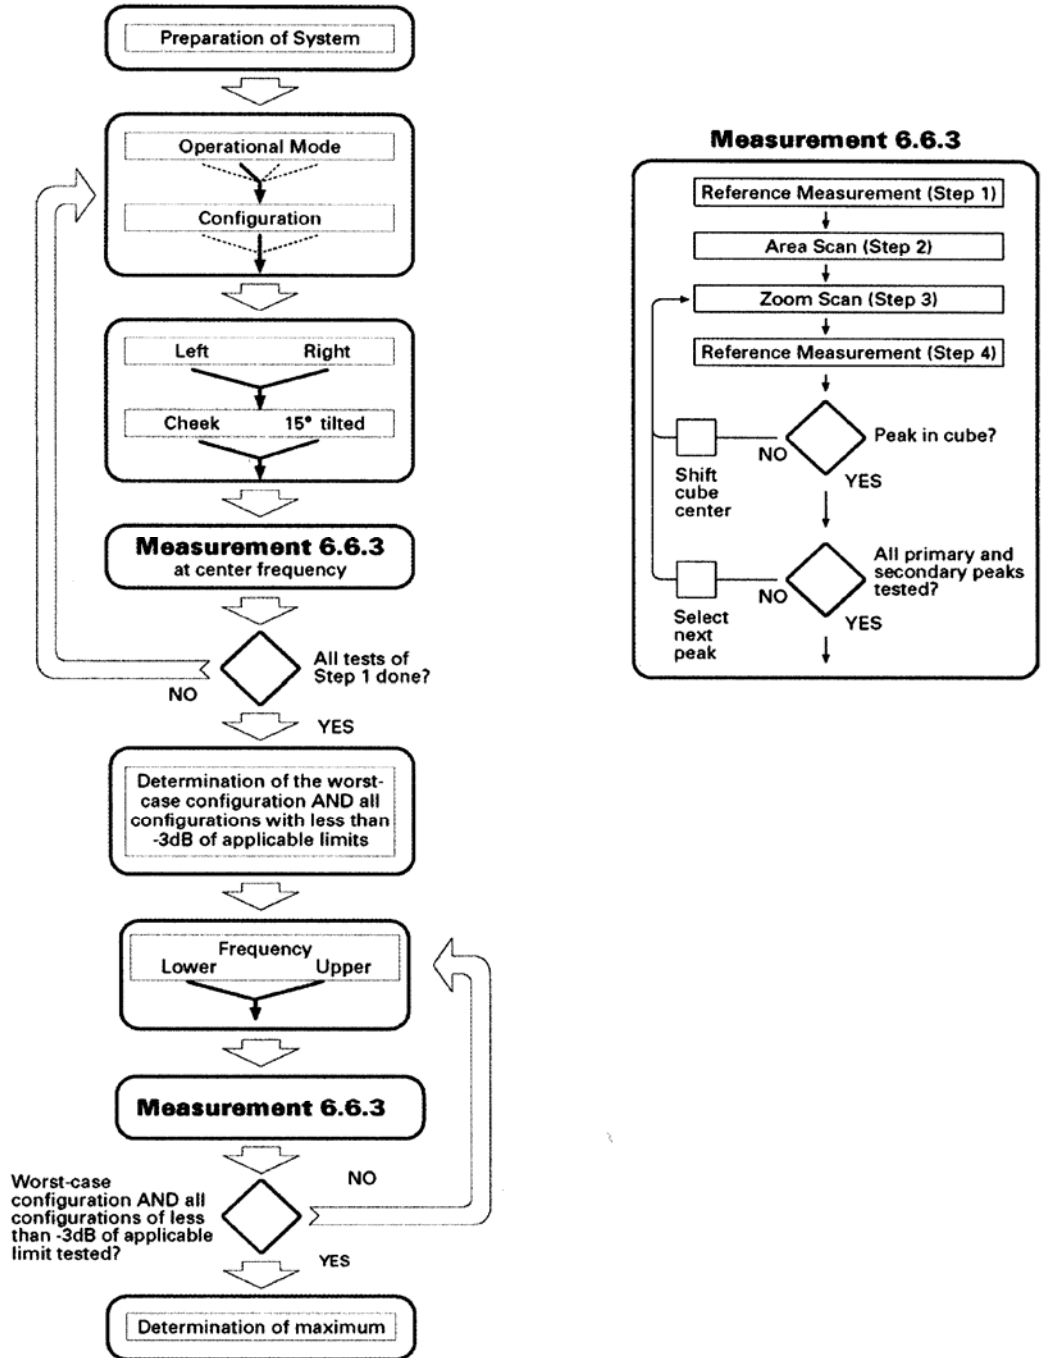 Preparation of System
Operational Mode
Configuration
Left Right
Cheek 15° tilted
Measurement 6.6.3
at center frequency
All tests of
Step 1 done?
NO
YES
Determination of the worst-
case configuration AND all
configurations with less than
-3dB of applicable limits
Frequency
Lower Upper
Measurement 6.6.3
Worst-case
configuration AND all
configurations of less
than -3dB of applicable
limit tested?
NO
YES
Determination of maximum
Measurement 6.6.3
Reference Measurement (Step 1)
Area Scan (Step 2)
Zoom Scan (Step 3)
Reference Measurement (Step 4)
Peak in cube?
NO
YES
Shift
cube
center
All primary and
secondary peaks
tested?
NO
YES
Select
next
peak